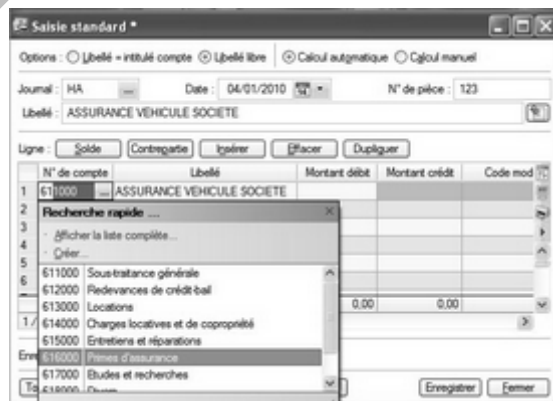 Saisie standard *
Options : Libellé = intitulé compte Libellé libre Calcul automatique Calcul manuel
Journal : HA ... Date : 04/01/2010 N° de pièce : 123
Libellé : ASSURANCE VEHICULE SOCIETE
Ligne : Solde Contrepartie Insérer Effacer Dupliquer
N° de compte Libellé Montant débit Montant crédit Code mod
1 611000 ... ASSURANCE VEHICULE SOCIETE
2 Recherche rapide ...
3 · Afficher la liste complète...
4 · Créer...
5 611000 Sous-traitance générale
6 612000 Redevances de crédit-bail
613000 Locations 0,00 0,00
1 / 614000 Charges locatives et de copropriété
615000 Entretiens et réparations
616000 Primes d'assurance
617000 Etudes et recherches
618000 Divers
Enregistrer Fermer